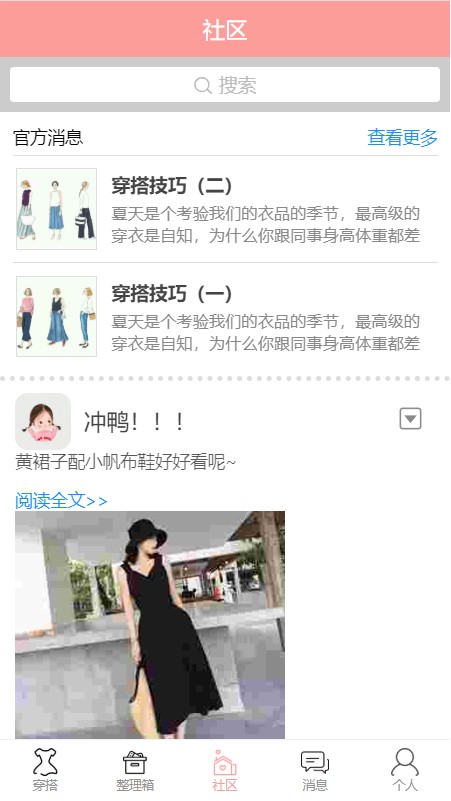 社区
搜索
官方消息
查看更多
穿搭技巧（二）
夏天是个考验我们的衣品的季节，最高级的
穿衣是自知，为什么你跟同事身高体重都差
穿搭技巧（一）
夏天是个考验我们的衣品的季节，最高级的
穿衣是自知，为什么你跟同事身高体重都差
冲鸭！！！
黄裙子配小帆布鞋好好看呢~
阅读全文>>
穿搭
整理箱
社区
消息
个人